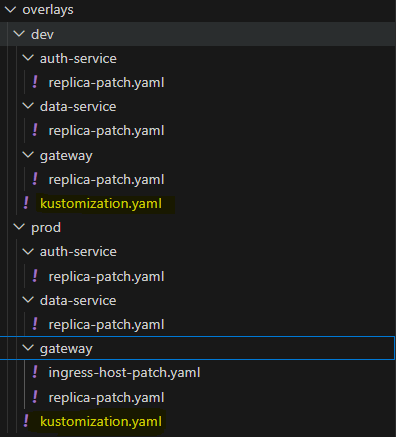 overlays
dev
auth-service
! replica-patch.yaml
data-service
! replica-patch.yaml
gateway
! replica-patch.yaml
! kustomization.yaml
prod
auth-service
! replica-patch.yaml
data-service
! replica-patch.yaml
gateway
! ingress-host-patch.yaml
! replica-patch.yaml
! kustomization.yaml